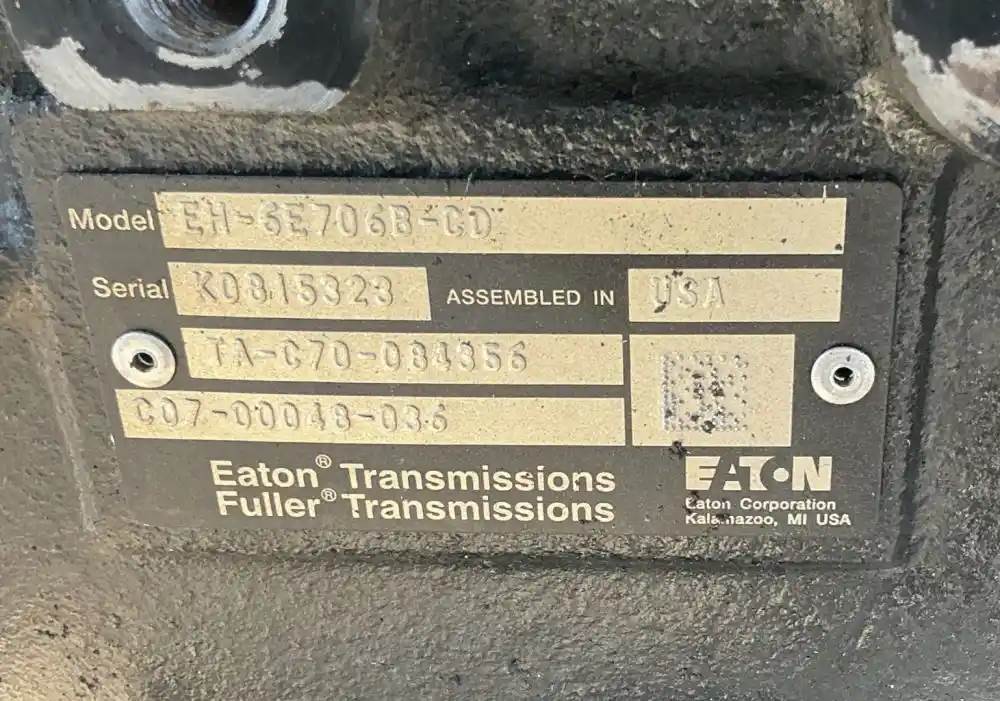 Model EH-6E706B-CD
Serial K0815323 ASSEMBLED IN USA
TA-C70-084356
C07-00048-036
Eaton® Transmissions
Fuller® Transmissions
EATON
Eaton Corporation
Kalamazoo, MI USA